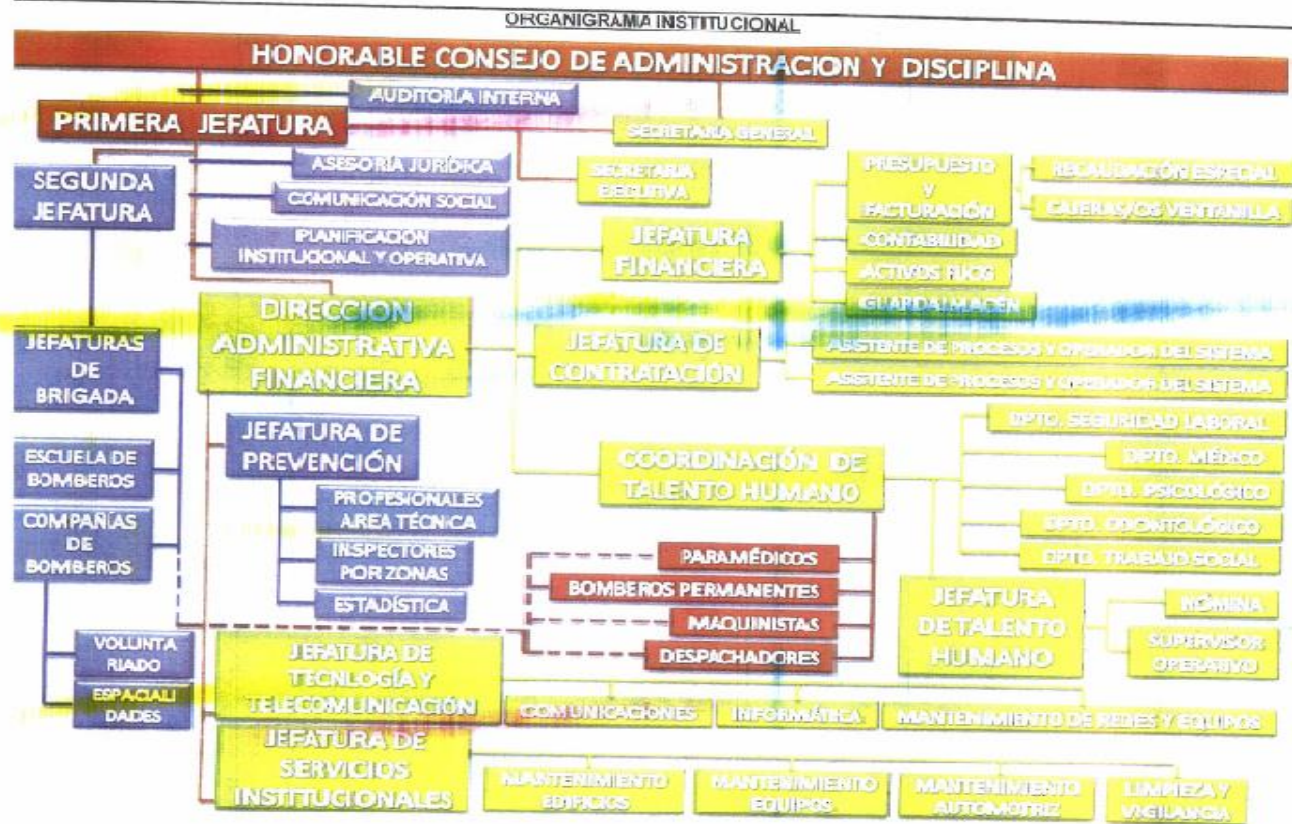 ORGANIGRAMA INSTITUCIONAL
HONORABLE CONSEJO DE ADMINISTRACION Y DISCIPLINA
AUDITORÍA INTERNA
PRIMERA JEFATURA
SECRETARIA GENERAL
ASESORÍA JURÍDICA
SECRETARIA
EJECUTIVA
SEGUNDA
JEFATURA
COMUNICACIÓN SOCIAL
PLANIFICACIÓN
INSTITUCIONAL Y OPERATIVA
PRESUPUESTO
Y
FACTURACIÓN
RECAUDACIÓN ESPECIAL
CAJERAS/OS VENTANILLA
JEFATURA
FINANCIERA
CONTABILIDAD
ACTIVOS FIJOS
GUARDALMACÉN
DIRECCION
ADMINISTRATIVA
FINANCIERA
JEFATURA DE
CONTRATACIÓN
ASISTENTE DE PROCESOS Y OPERADOR DEL SISTEMA
ASISTENTE DE PROCESOS Y OPERADOR DEL SISTEMA
JEFATURAS
DE
BRIGADA
JEFATURA DE
PREVENCIÓN
PROFESIONALES
AREA TÉCNICA
INSPECTORES
POR ZONAS
ESTADÍSTICA
ESCUELA DE
BOMBEROS
COMPAÑÍAS
DE
BOMBEROS
VOLUNTA
RIADO
ESPACIALI
DADES
COORDINACIÓN DE
TALENTO HUMANO
DPTO. SEGURIDAD LABORAL
DPTO. MÉDICO
DPTO. PSICOLÓGICO
DPTO. ODONTOLÓGICO
DPTO. TRABAJO SOCIAL
PARAMÉDICOS
BOMBEROS PERMANENTES
MAQUINISTAS
DESPACHADORES
JEFATURA
DE TALENTO
HUMANO
NÓMINA
SUPERVISOR
OPERATIVO
JEFATURA DE
TECNLOGÍA Y
TELECOMUNICACIÓN
COMUNICACIONES
INFORMÁTICA
MANTENIMIENTO DE REDES Y EQUIPOS
JEFATURA DE
SERVICIOS
INSTITUCIONALES
MANTENIMIENTO
EDIFICIOS
MANTENIMIENTO
EQUIPOS
MANTENIMIENTO
AUTOMOTRIZ
LIMPIEZA Y
VIGILANCIA